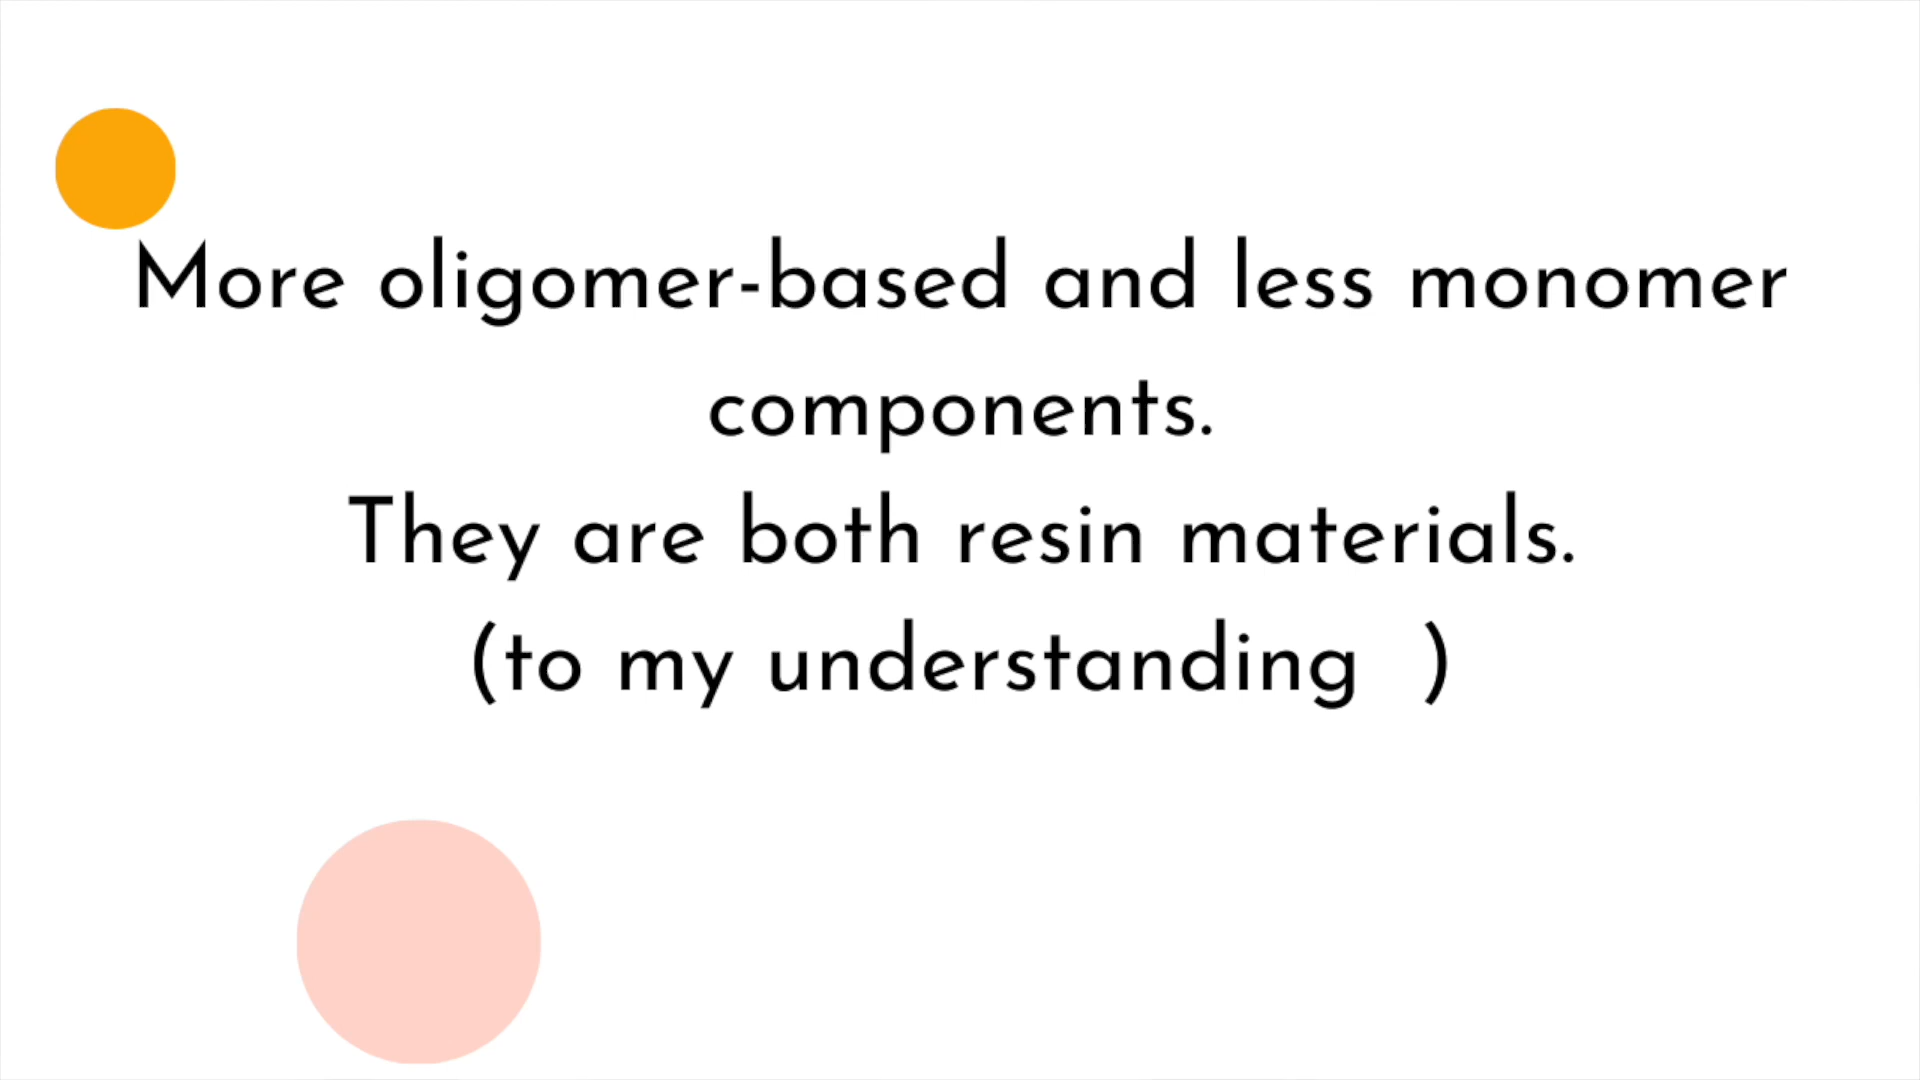 More oligomer-based and less monomer
components.
They are both resin materials.
(to my understanding  )